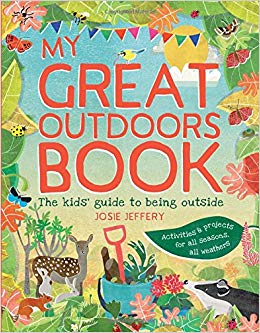 MY
GREAT
OUTDOORS
BOOK
The kids' guide to being outside
JOSIE JEFFERY
Activities & projects
for all seasons,
all weathers